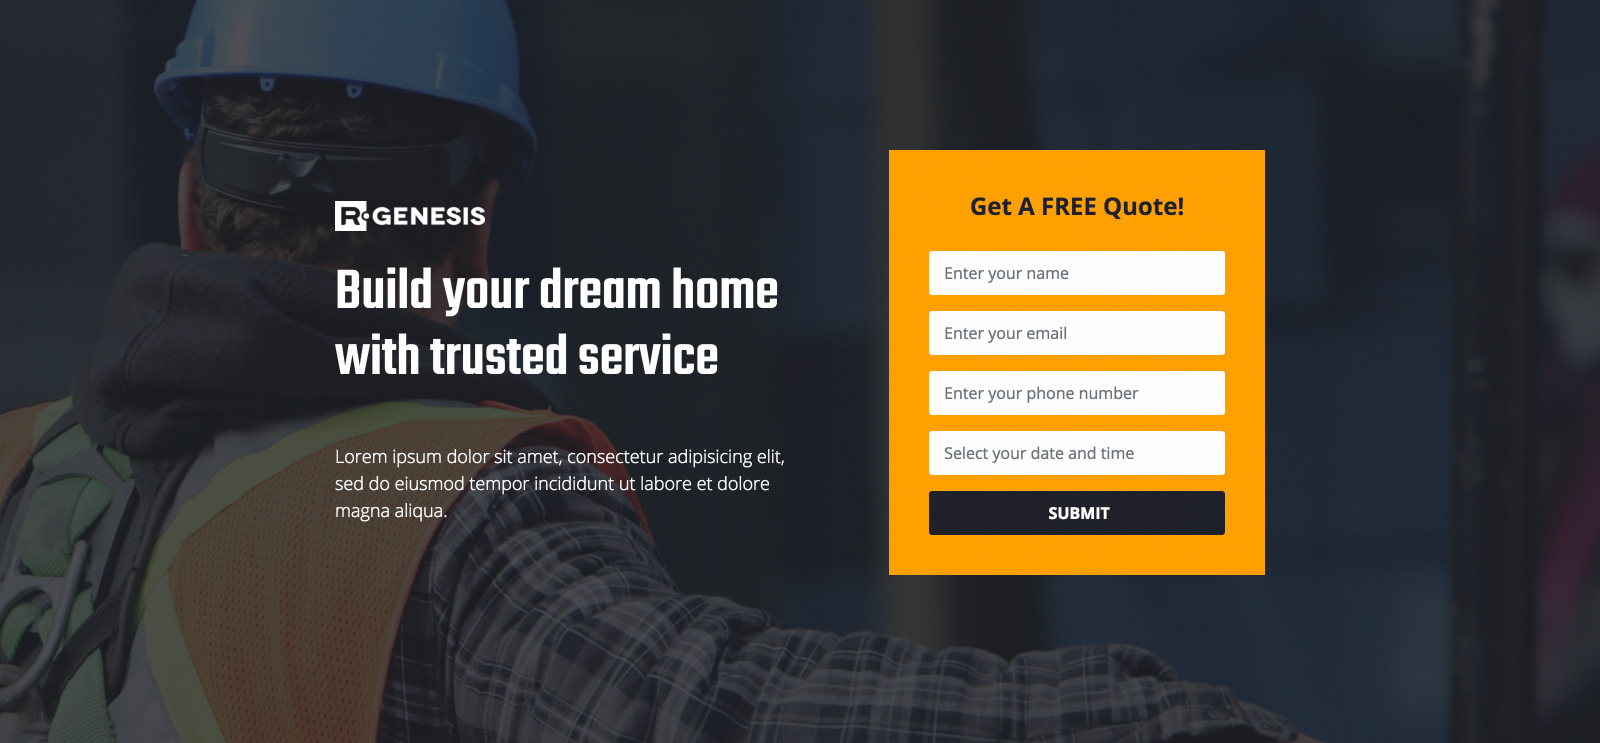 R GENESIS
Build your dream home
with trusted service
Lorem ipsum dolor sit amet, consectetur adipisicing elit,
sed do eiusmod tempor incididunt ut labore et dolore
magna aliqua.
Get A FREE Quote!
Enter your name
Enter your email
Enter your phone number
Select your date and time
SUBMIT